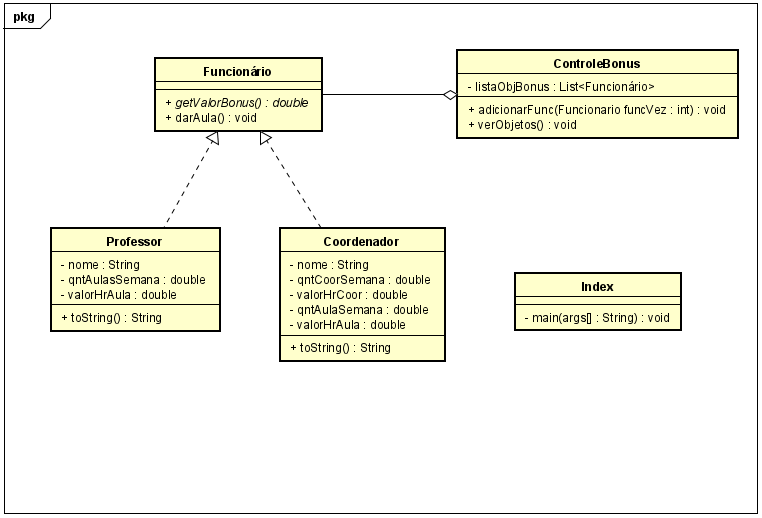 pkg
Funcionário
+ getValorBonus() : double
+ darAula() : void
ControleBonus
- listaObjBonus : List<Funcionário>
+ adicionarFunc(Funcionario funcVez : int) : void
+ verObjetos() : void
Professor
- nome : String
- qntAulasSemana : double
- valorHrAula : double
+ toString() : String
Coordenador
- nome : String
- qntCoorSemana : double
- valorHrCoor : double
- qntAulaSemana : double
- valorHrAula : double
+ toString() : String
Index
- main(args[] : String) : void